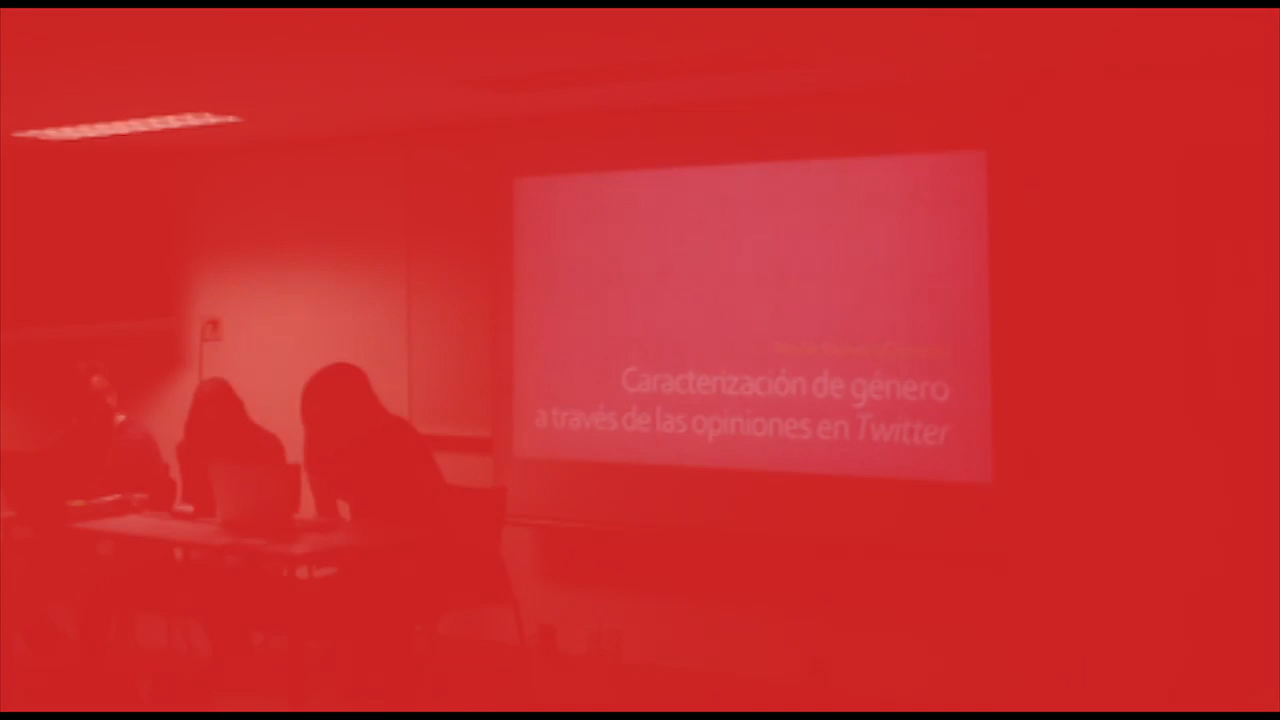 Caracterización de género
a través de las opiniones en Twitter